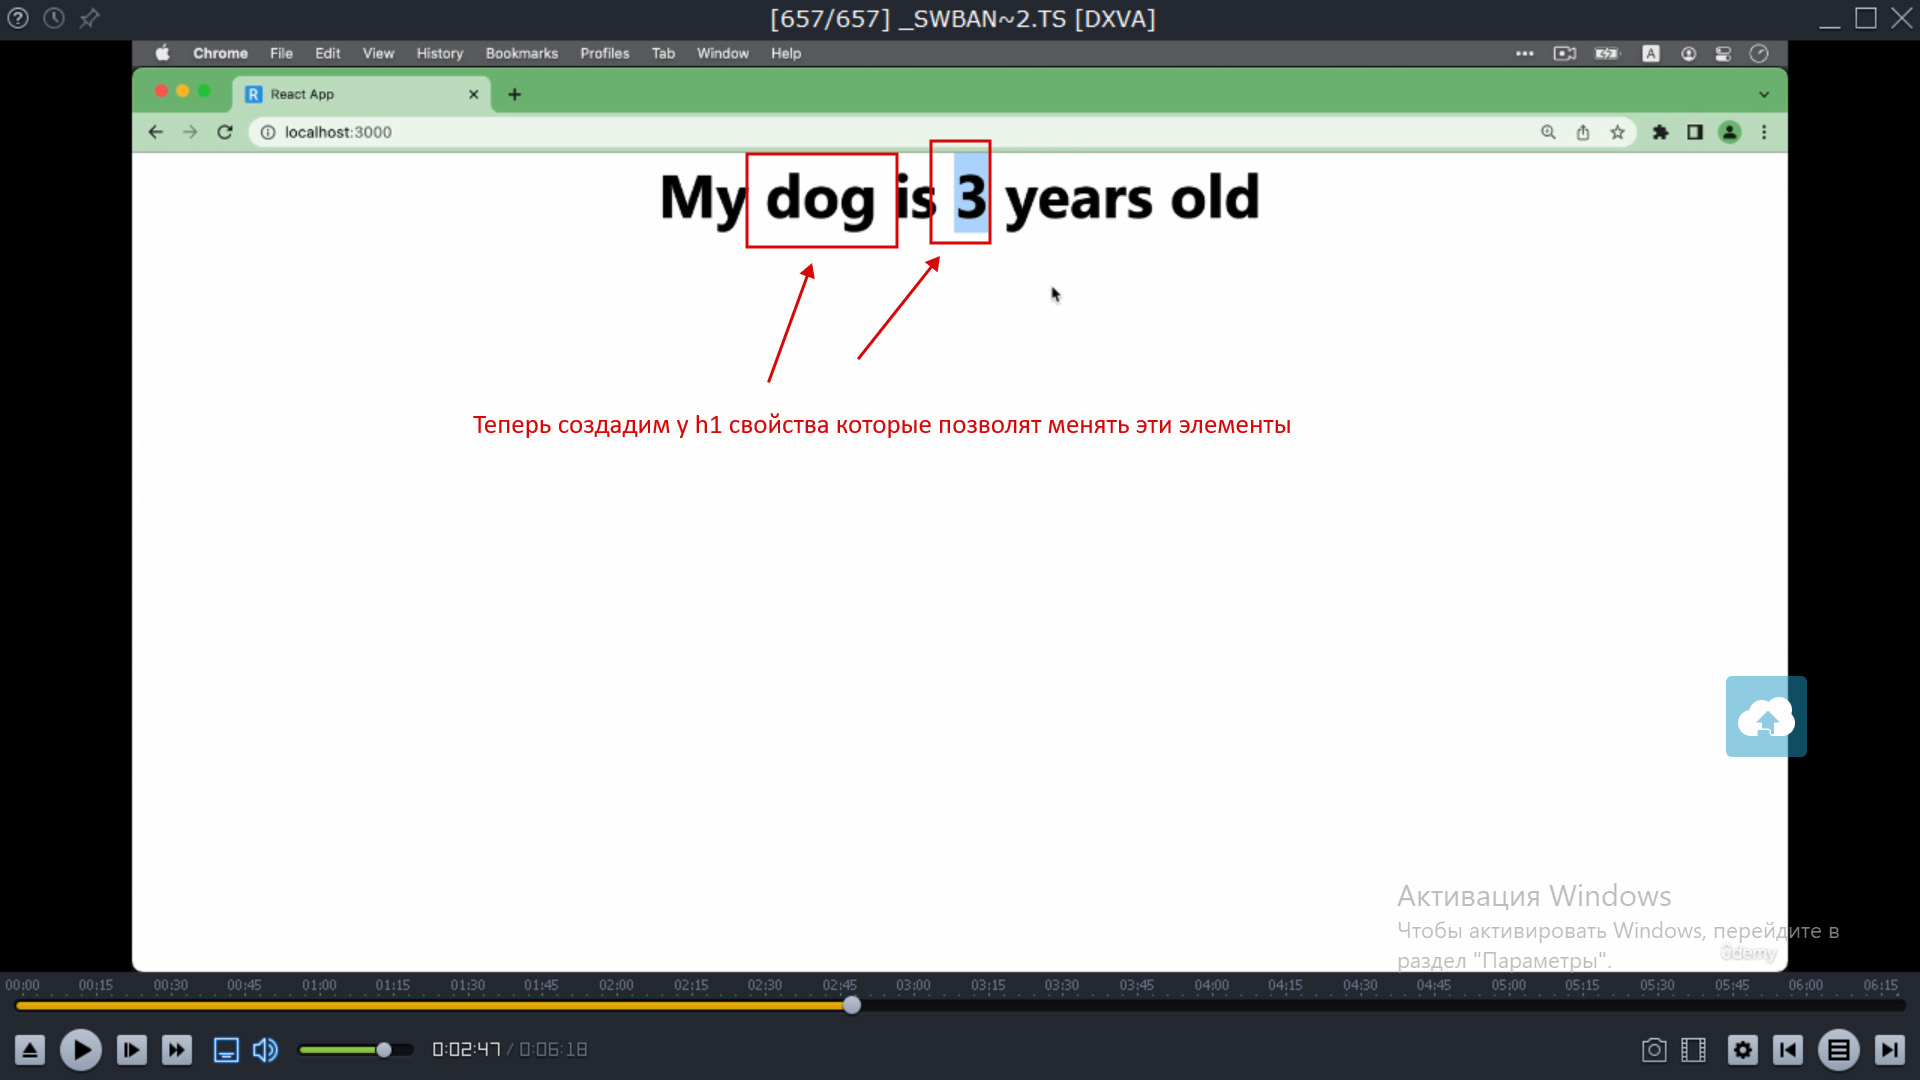 [657/657] _SWBAN~2.TS [DXVA]
Chrome File Edit View History Bookmarks Profiles Tab Window Help
A
R React App
localhost:3000
My dog is 3 years old
Теперь создадим у h1 свойства которые позволят менять эти элементы
Активация Windows
Чтобы активировать Windows, перейдите в
раздел "Параметры".
ûdemy
00:00 00:15 00:30 00:45 01:00 01:15 01:30 01:45 02:00 02:15 02:30 02:45 03:00 03:15 03:30 03:45 04:00 04:15 04:30 04:45 05:00 05:15 05:30 05:45 06:00 06:15
0:02:47 / 0:06:18